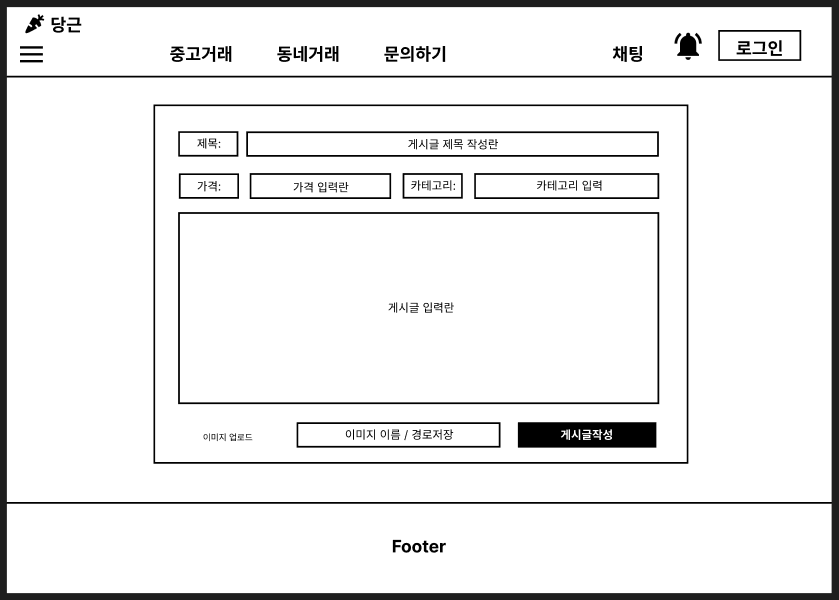 당근
중고거래 동네거래 문의하기 채팅 로그인
제목: 게시글 제목 작성란
가격: 가격 입력란 카테고리: 카테고리 입력
게시글 입력란
이미지 업로드 이미지 이름 / 경로저장 게시글작성
Footer